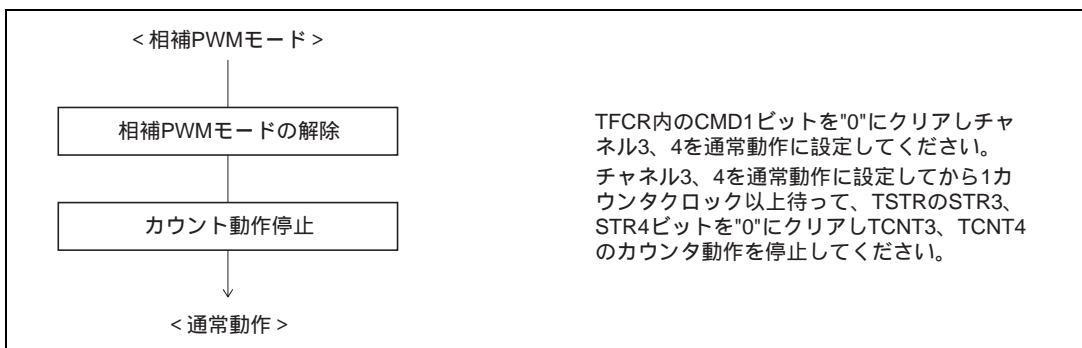 <相補PWMモード>
相補PWMモードの解除
カウント動作停止
<通常動作>
TFCR内のCMD1ビットを"0"にクリアしチャ
ネル3、4を通常動作に設定してください。
チャネル3、4を通常動作に設定してから1カ
ウンタクロック以上待って、TSTRのSTR3、
STR4ビットを"0"にクリアしTCNT3、TCNT4
のカウンタ動作を停止してください。